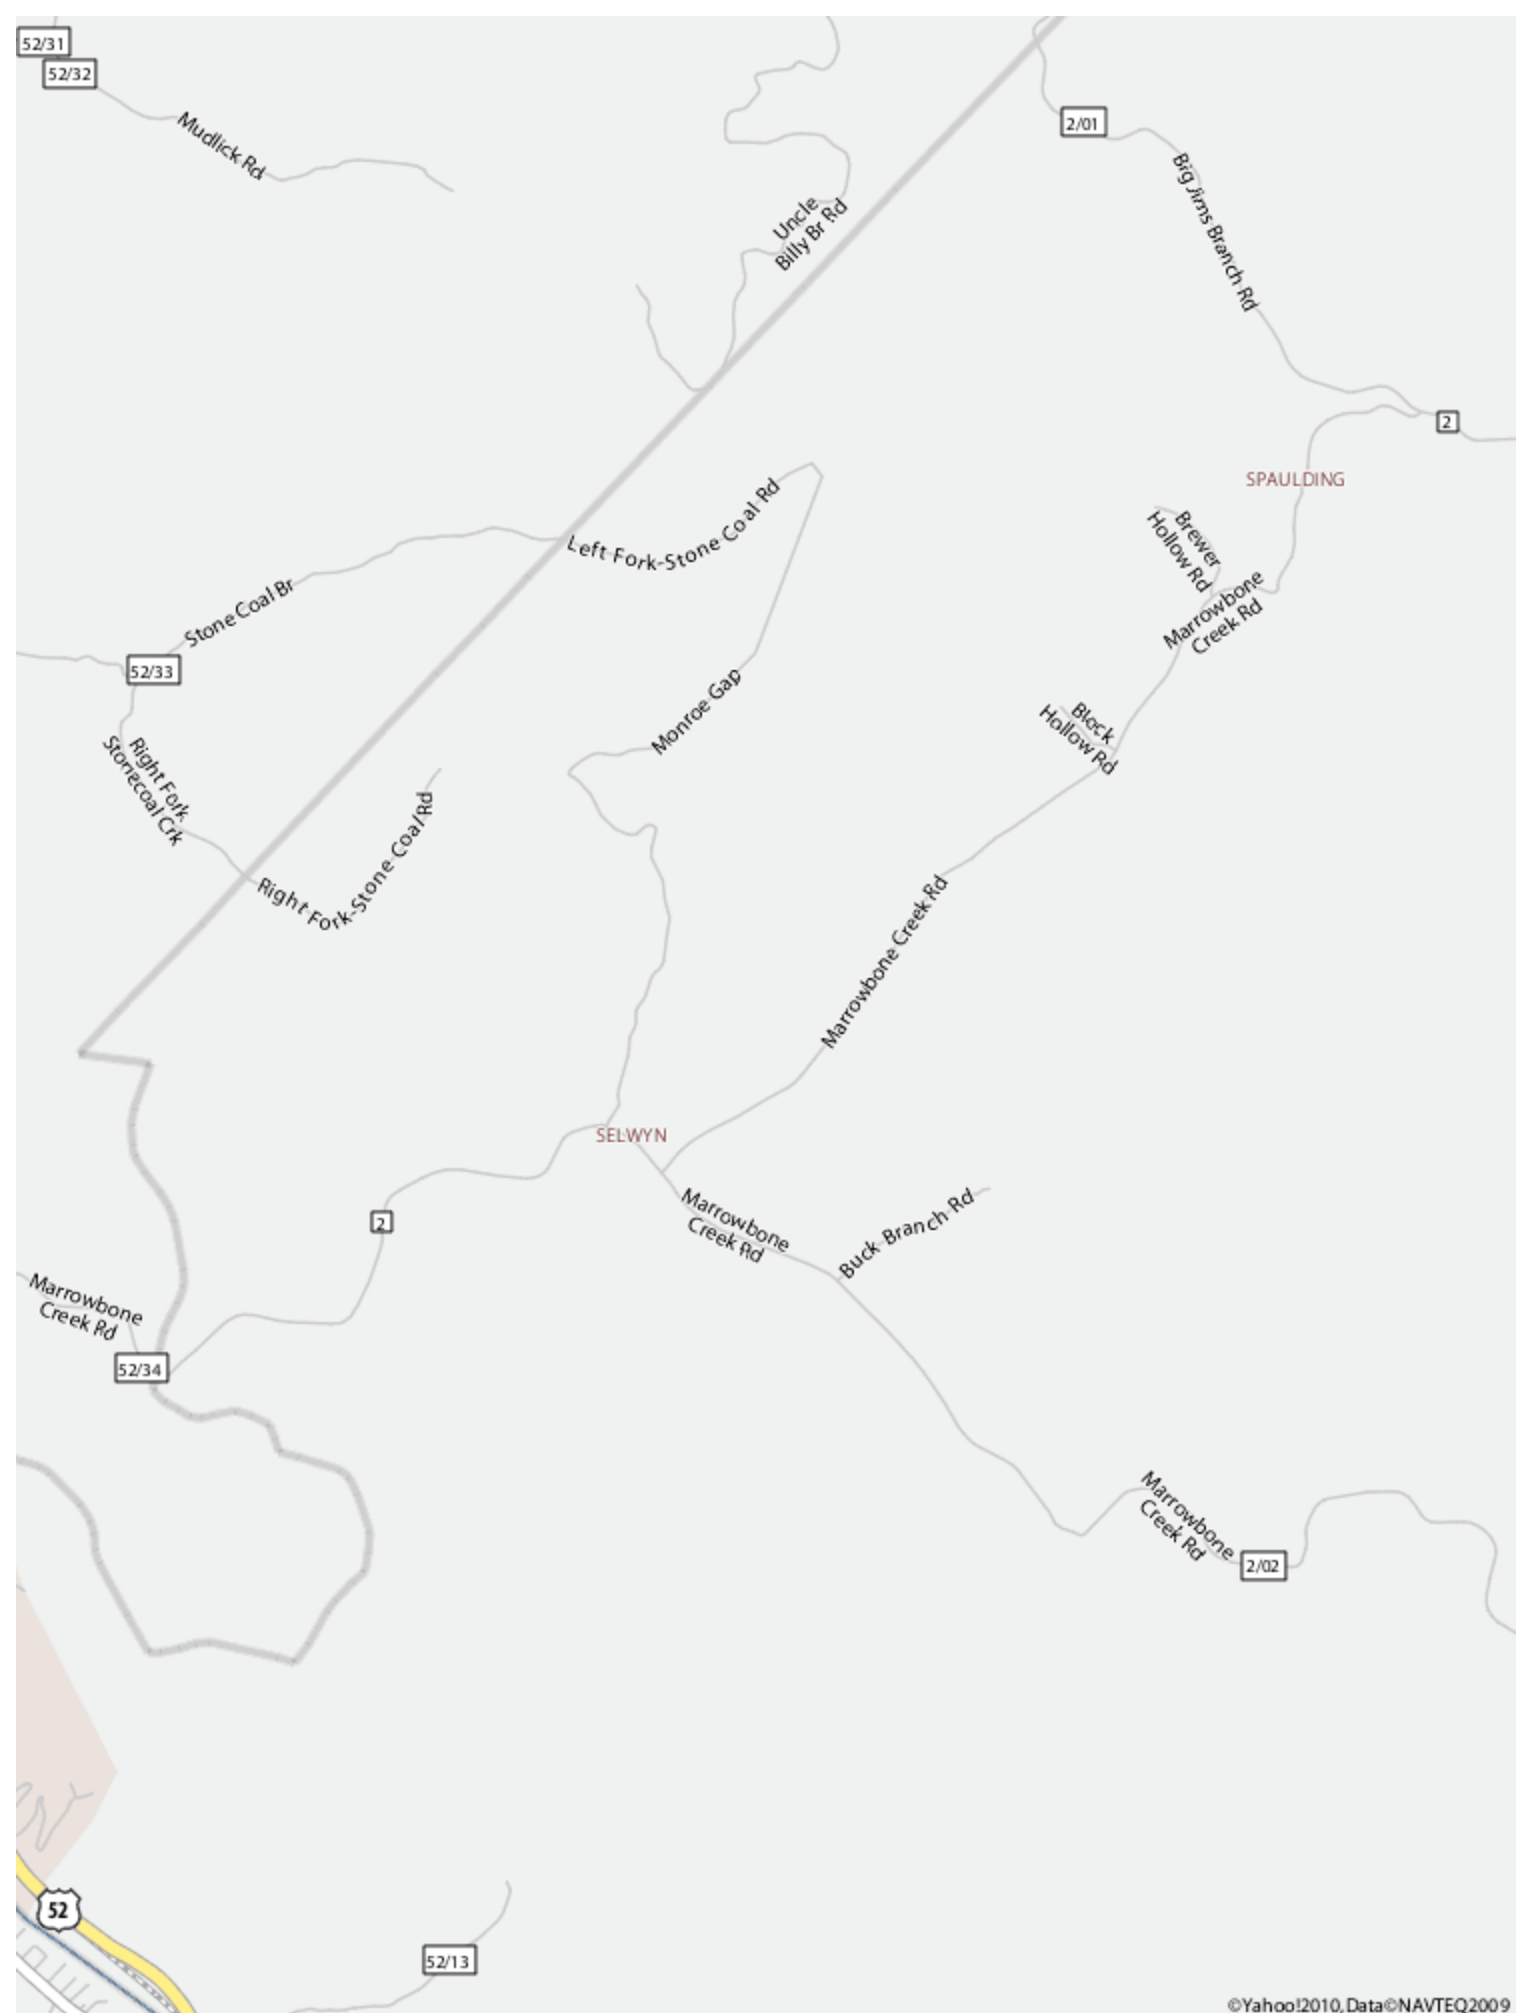 52/31
52/32
Mudlick Rd
2/01
Big Jims Branch Rd
Uncle
Billy Br Rd
2
SPAULDING
Left Fork-Stone Coal Rd
Brewer
Hollow Rd
Stone Coal Br
Marrowbone
Creek Rd
52/33
Monroe Gap
Block
Hollow Rd
Right Fork
Stonecoal Crk
Right Fork-Stone Coal Rd
Marrowbone Creek Rd
SELWYN
2
Marrowbone
Creek Rd
Buck Branch Rd
Marrowbone
Creek Rd
52/34
Marrowbone
Creek Rd
2/02
52
52/13
©Yahoo!2010, Data©NAVTEQ2009